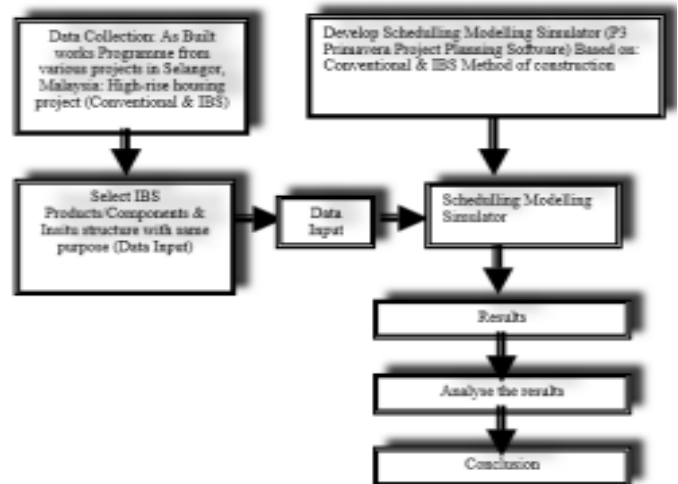 Data Collection: As Built
works Programme from
various projects in Selangor,
Malaysia: High-rise housing
project (Conventional & IBS)
Develop Schedulling Modelling Simulator (P3
Primavera Project Planning Software) Based on:
Conventional & IBS Method of construction
Select IBS
Products/Components &
Insitu structure with same
purpose (Data Input)
Data
Input
Schedulling Modelling
Simulator
Results
Analyse the results
Conclusion